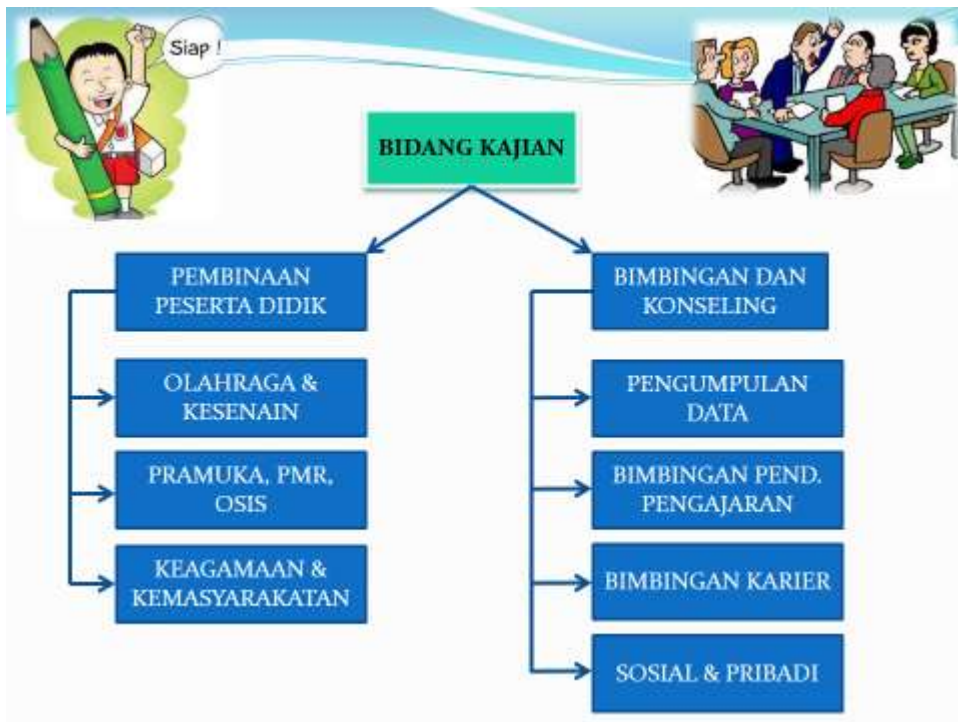 Siap !
BIDANG KAJIAN
PEMBINAAN
PESERTA DIDIK
OLAHRAGA &
KESENAIN
PRAMUKA, PMR,
OSIS
KEAGAMAAN &
KEMASYARAKATAN
BIMBINGAN DAN
KONSELING
PENGUMPULAN
DATA
BIMBINGAN PEND.
PENGAJARAN
BIMBINGAN KARIER
SOSIAL & PRIBADI